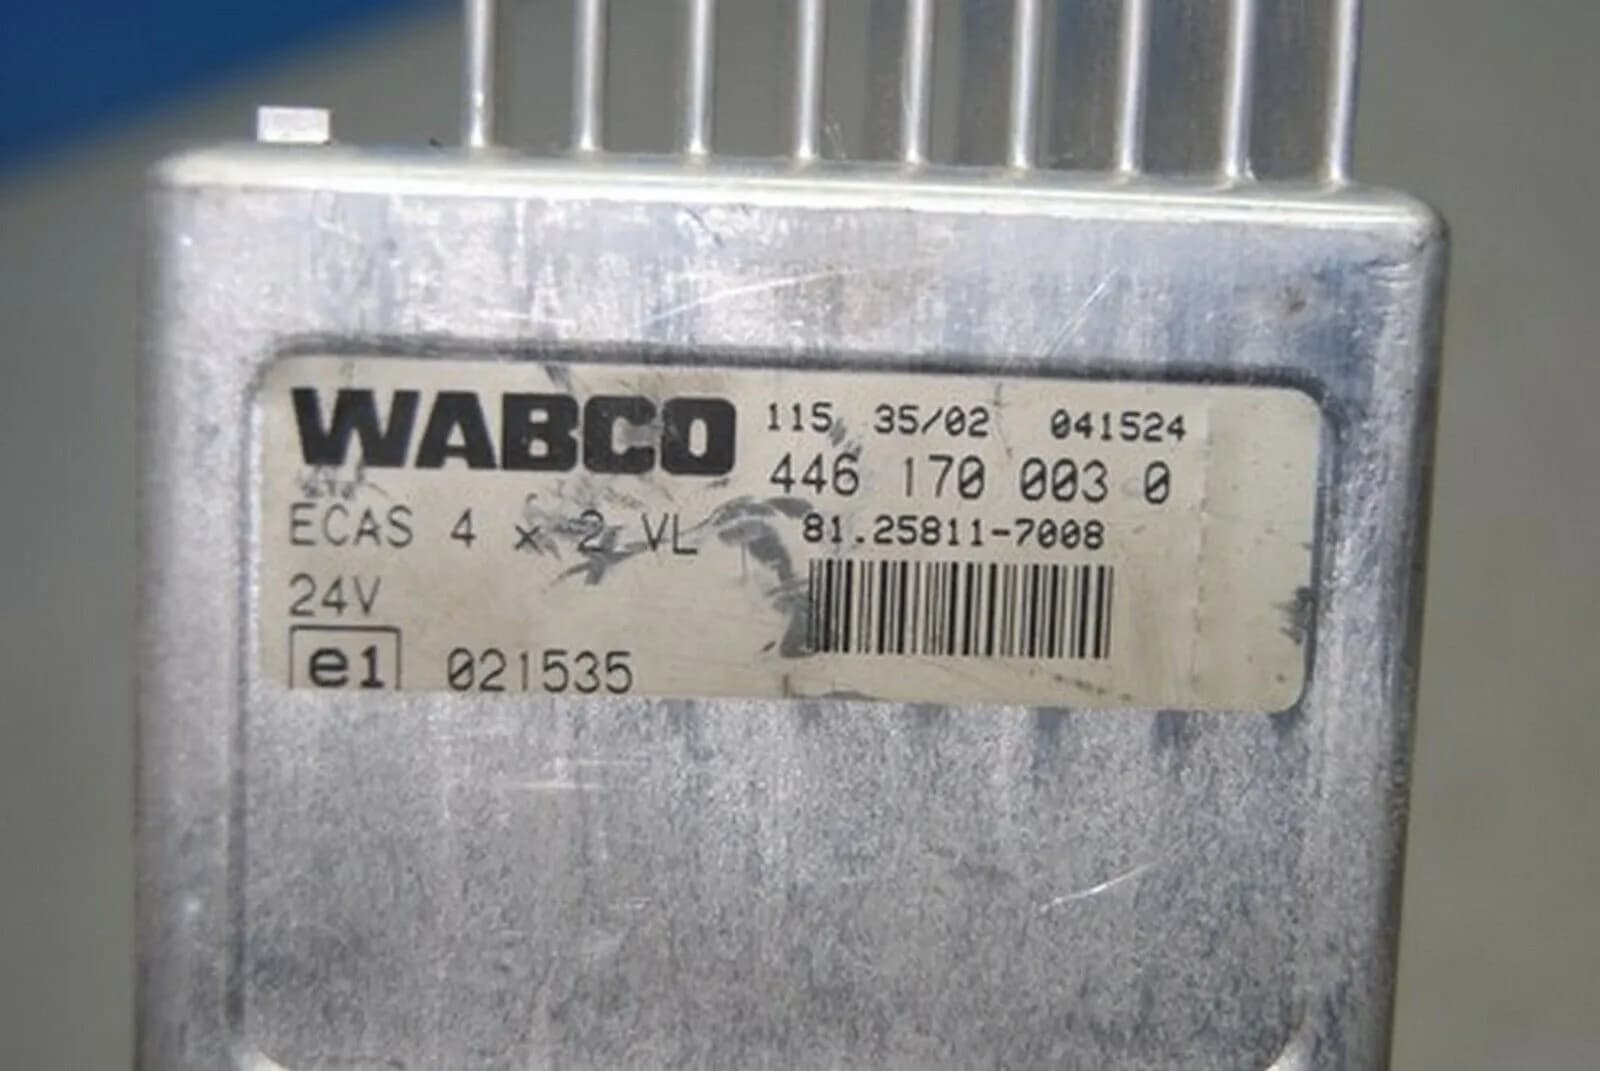 WABCO 115 35/02 041524
446 170 003 0
ECAS 4 x 2 VL 81.25811-7008
24V
e1 021535